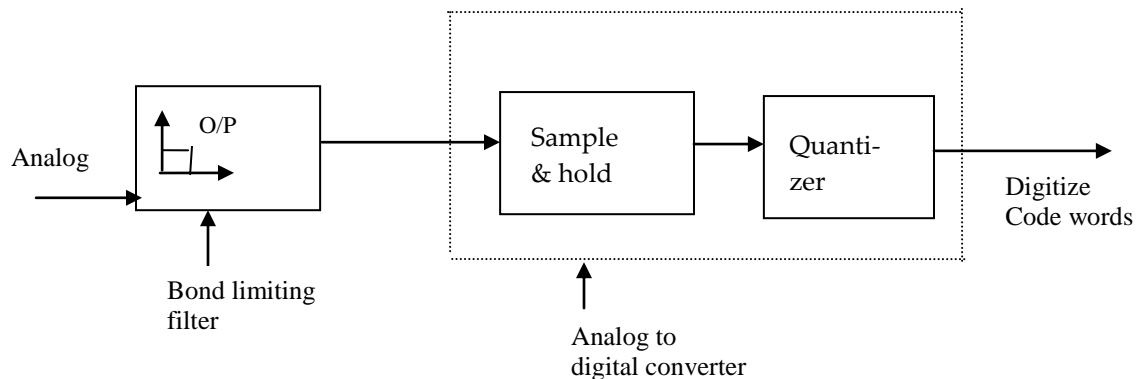 O/P
Analog
Sample
& hold
Quanti-
zer
Digitize
Code words
Bond limiting
filter
Analog to
digital converter